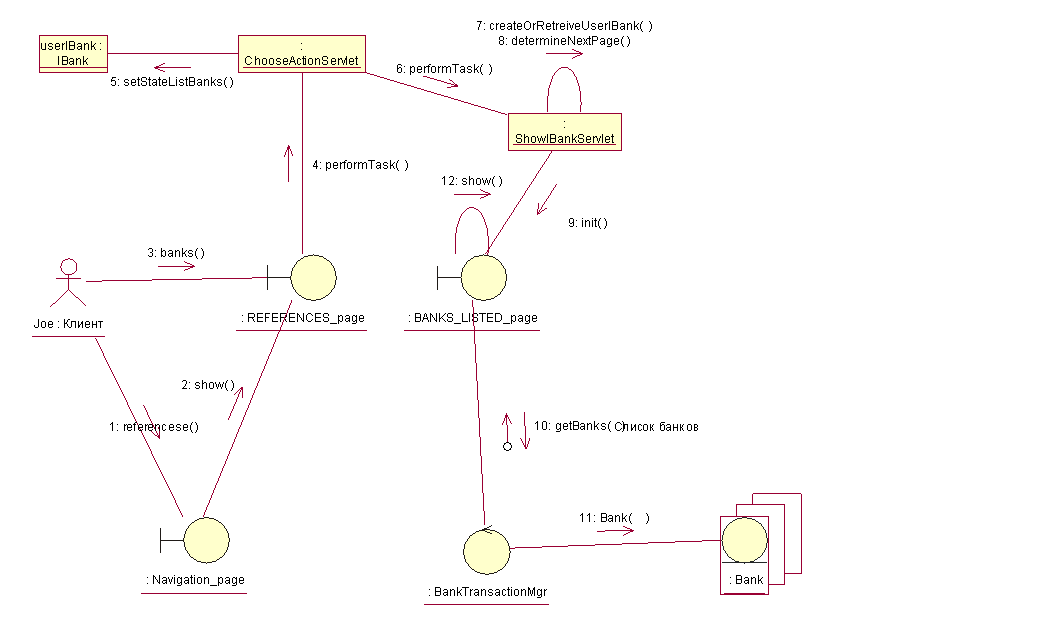 7: createOrRetreiveUserIBank( )
8: determineNextPage( )
userIBank :
IBank
:
ChooseActionServlet
5: setStateListBanks( )
6: performTask( )
:
ShowIBankServlet
4: performTask( )
12: show( )
9: init( )
3: banks( )
Joe : Клиент
: REFERENCES_page
: BANKS_LISTED_page
2: show( )
1: referencese( )
10: getBanks( )
Список банков
11: Bank( )
: Navigation_page
: BankTransactionMgr
: Bank